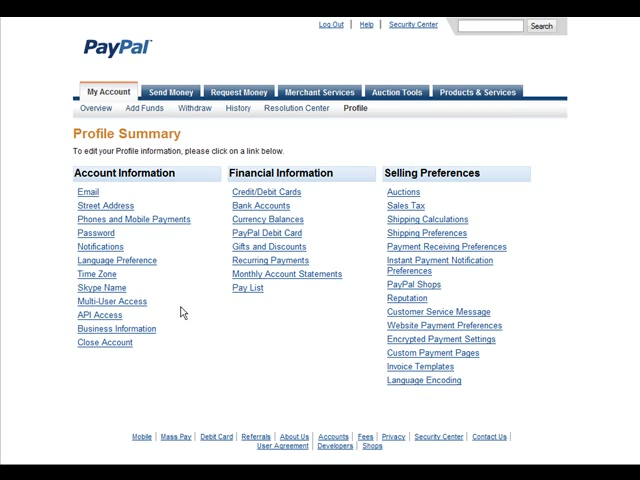 Log Out | Help | Security Center
Search
PayPal
My Account Send Money Request Money Merchant Services Auction Tools Products & Services
Overview Add Funds Withdraw History Resolution Center Profile
Profile Summary
To edit your Profile information, please click on a link below.
Account Information
Email
Street Address
Phones and Mobile Payments
Password
Notifications
Language Preference
Time Zone
Skype Name
Multi-User Access
API Access
Business Information
Close Account
Financial Information
Credit/Debit Cards
Bank Accounts
Currency Balances
PayPal Debit Card
Gifts and Discounts
Recurring Payments
Monthly Account Statements
Pay List
Selling Preferences
Auctions
Sales Tax
Shipping Calculations
Shipping Preferences
Payment Receiving Preferences
Instant Payment Notification
Preferences
PayPal Shops
Reputation
Customer Service Message
Website Payment Preferences
Encrypted Payment Settings
Custom Payment Pages
Invoice Templates
Language Encoding
Mobile | Mass Pay | Debit Card | Referrals | About Us | Accounts | Fees | Privacy | Security Center | Contact Us |
User Agreement | Developers | Shops